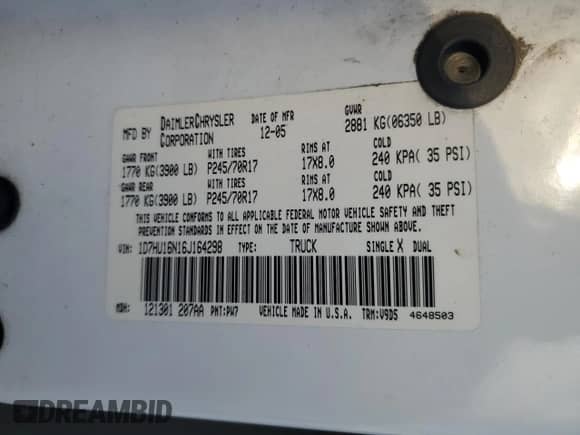 MFD BY DAIMLERCHRYSLER CORPORATION DATE OF MFR 12-05 GVWR 2881 KG(06350 LB)
GAWR FRONT WITH TIRES RIMS AT COLD
1770 KG(3900 LB) P245/70R17 17X8.0 240 KPA( 35 PSI)
GAWR REAR WITH TIRES RIMS AT COLD
1770 KG(3900 LB) P245/70R17 17X8.0 240 KPA( 35 PSI)
THIS VEHICLE CONFORMS TO ALL APPLICABLE FEDERAL MOTOR VEHICLE SAFETY AND THEFT
PREVENTION STANDARDS IN EFFECT ON THE DATE OF MANUFACTURE SHOWN ABOVE.
VIN: 1D7HU16N16J164298 TYPE: TRUCK SINGLE X DUAL
MDH: 121301 207AA PNT:PW7 VEHICLE MADE IN U.S.A. TRM:V9D5 4648503
DREAMBID